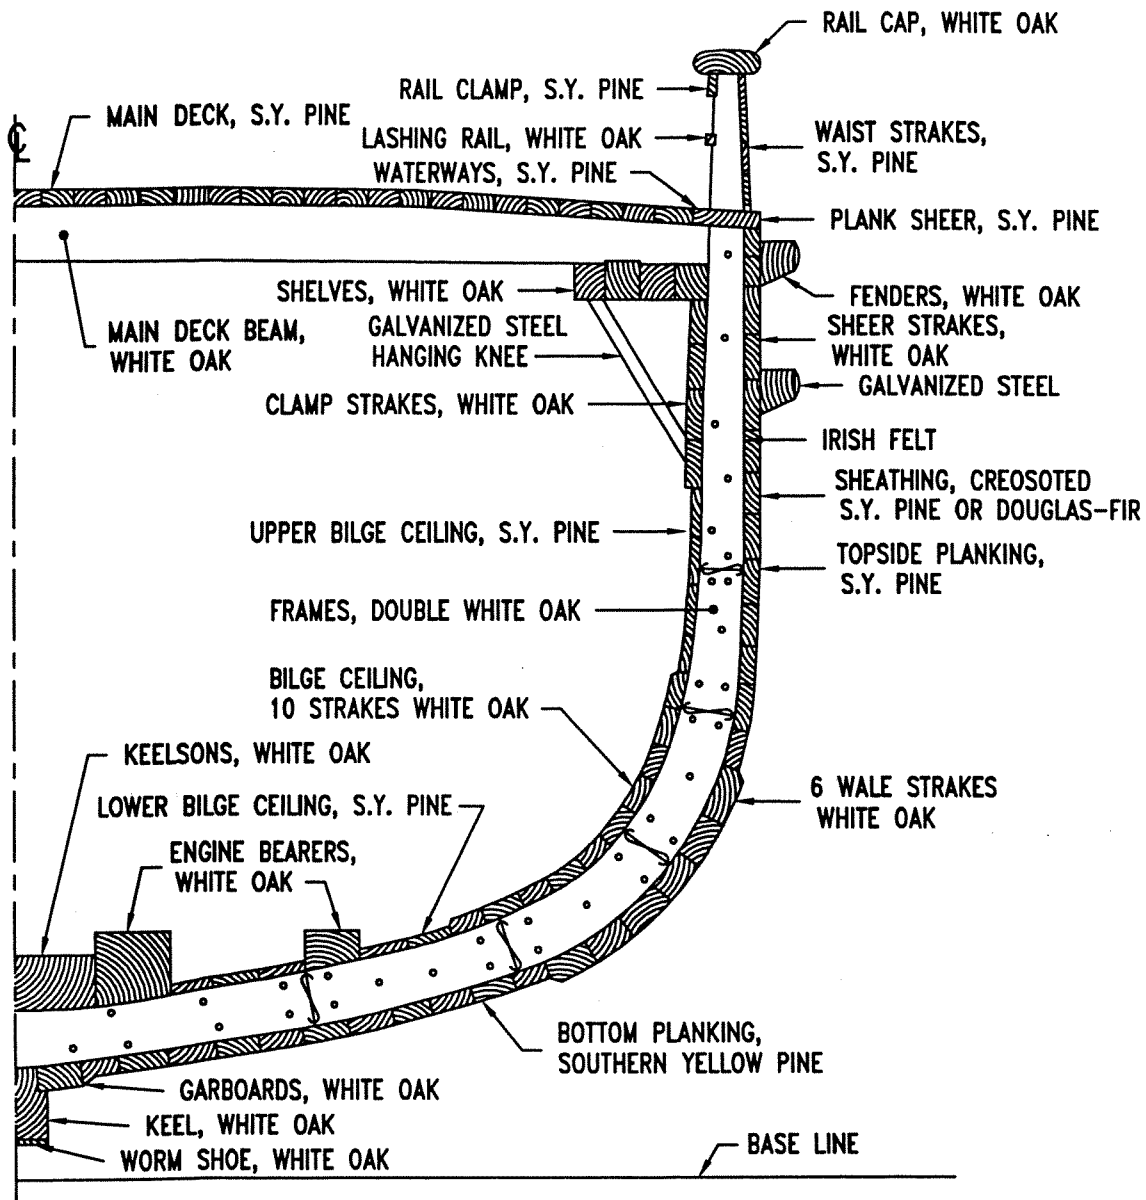 RAIL CAP, WHITE OAK
RAIL CLAMP, S.Y. PINE
MAIN DECK, S.Y. PINE
LASHING RAIL, WHITE OAK
WAIST STRAKES,
S.Y. PINE
℄
WATERWAYS, S.Y. PINE
PLANK SHEER, S.Y. PINE
SHELVES, WHITE OAK
FENDERS, WHITE OAK
MAIN DECK BEAM,
WHITE OAK
GALVANIZED STEEL
HANGING KNEE
SHEER STRAKES,
WHITE OAK
GALVANIZED STEEL
CLAMP STRAKES, WHITE OAK
IRISH FELT
SHEATHING, CREOSOTED
S.Y. PINE OR DOUGLAS-FIR
UPPER BILGE CEILING, S.Y. PINE
TOPSIDE PLANKING,
S.Y. PINE
FRAMES, DOUBLE WHITE OAK
BILGE CEILING,
10 STRAKES WHITE OAK
KEELSONS, WHITE OAK
6 WALE STRAKES
WHITE OAK
LOWER BILGE CEILING, S.Y. PINE
ENGINE BEARERS,
WHITE OAK
BOTTOM PLANKING,
SOUTHERN YELLOW PINE
GARBOARDS, WHITE OAK
KEEL, WHITE OAK
WORM SHOE, WHITE OAK
BASE LINE